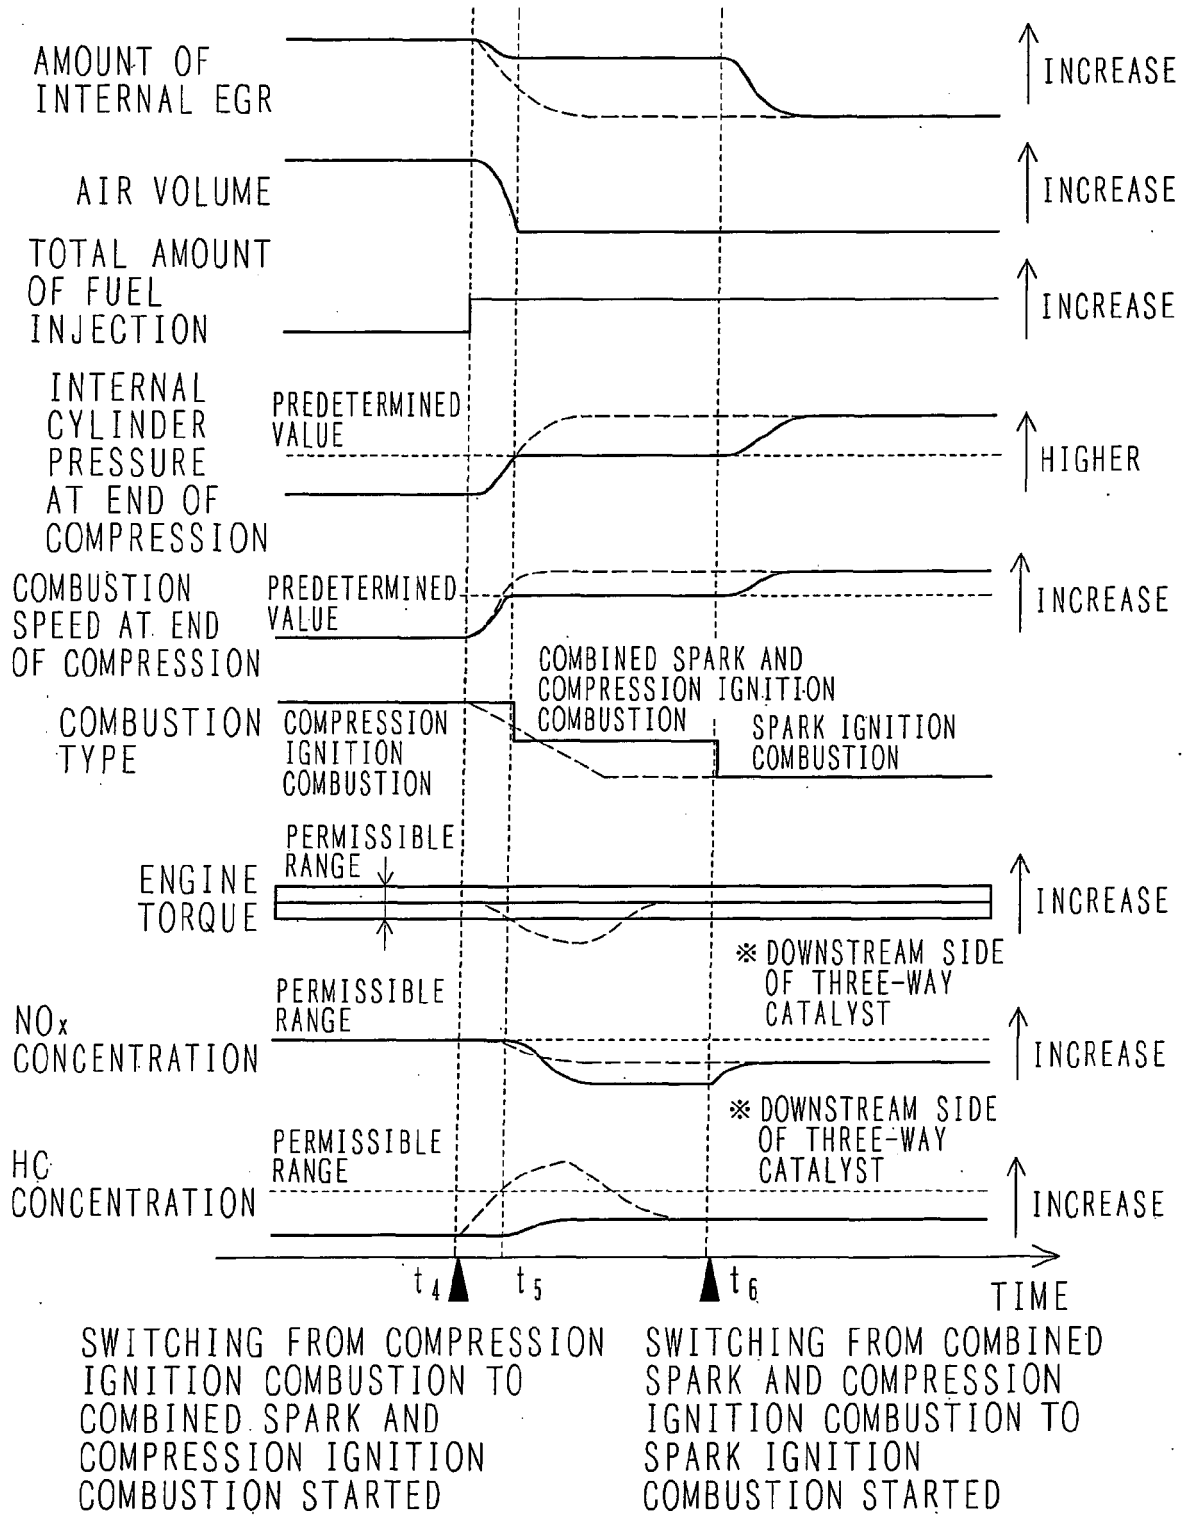 AMOUNT OF
INTERNAL EGR
INCREASE
AIR VOLUME
INCREASE
TOTAL AMOUNT
OF FUEL
INJECTION
INCREASE
INTERNAL
CYLINDER
PRESSURE
AT END OF
COMPRESSION
PREDETERMINED
VALUE
HIGHER
COMBUSTION
SPEED AT END
OF COMPRESSION
PREDETERMINED
VALUE
INCREASE
COMBUSTION
TYPE
COMPRESSION
IGNITION
COMBUSTION
COMBINED SPARK AND
COMPRESSION IGNITION
COMBUSTION
SPARK IGNITION
COMBUSTION
ENGINE
TORQUE
PERMISSIBLE
RANGE
INCREASE
※ DOWNSTREAM SIDE
OF THREE-WAY
CATALYST
NOx
CONCENTRATION
PERMISSIBLE
RANGE
INCREASE
※ DOWNSTREAM SIDE
OF THREE-WAY
CATALYST
HC
CONCENTRATION
PERMISSIBLE
RANGE
INCREASE
t4
t5
t6
TIME
SWITCHING FROM COMPRESSION
IGNITION COMBUSTION TO
COMBINED SPARK AND
COMPRESSION IGNITION
COMBUSTION STARTED
SWITCHING FROM COMBINED
SPARK AND COMPRESSION
IGNITION COMBUSTION TO
SPARK IGNITION
COMBUSTION STARTED